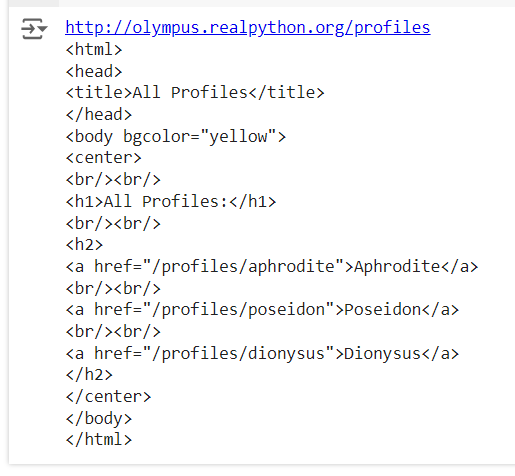 http://olympus.realpython.org/profiles
<html>
<head>
<title>All Profiles</title>
</head>
<body bgcolor="yellow">
<center>
<br/><br/>
<h1>All Profiles:</h1>
<br/><br/>
<h2>
<a href="/profiles/aphrodite">Aphrodite</a>
<br/><br/>
<a href="/profiles/poseidon">Poseidon</a>
<br/><br/>
<a href="/profiles/dionysus">Dionysus</a>
</h2>
</center>
</body>
</html>